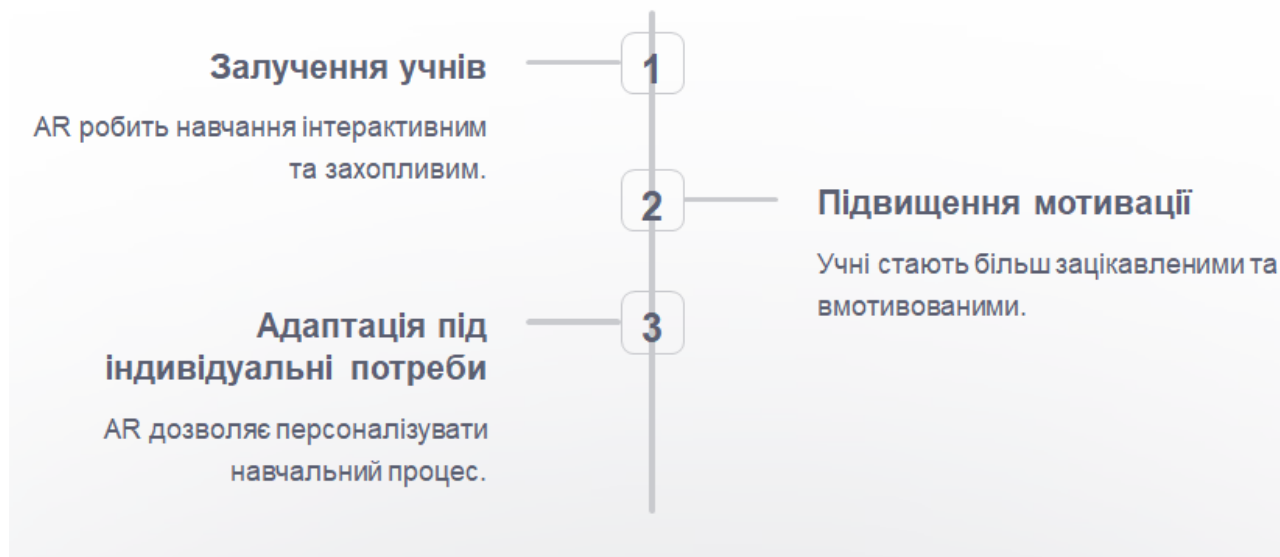 1
Залучення учнів
AR робить навчання інтерактивним
та захопливим.
2
Підвищення мотивації
Учні стають більш зацікавленими та
вмотивованими.
3
Адаптація під
індивідуальні потреби
AR дозволяє персоналізувати
навчальний процес.